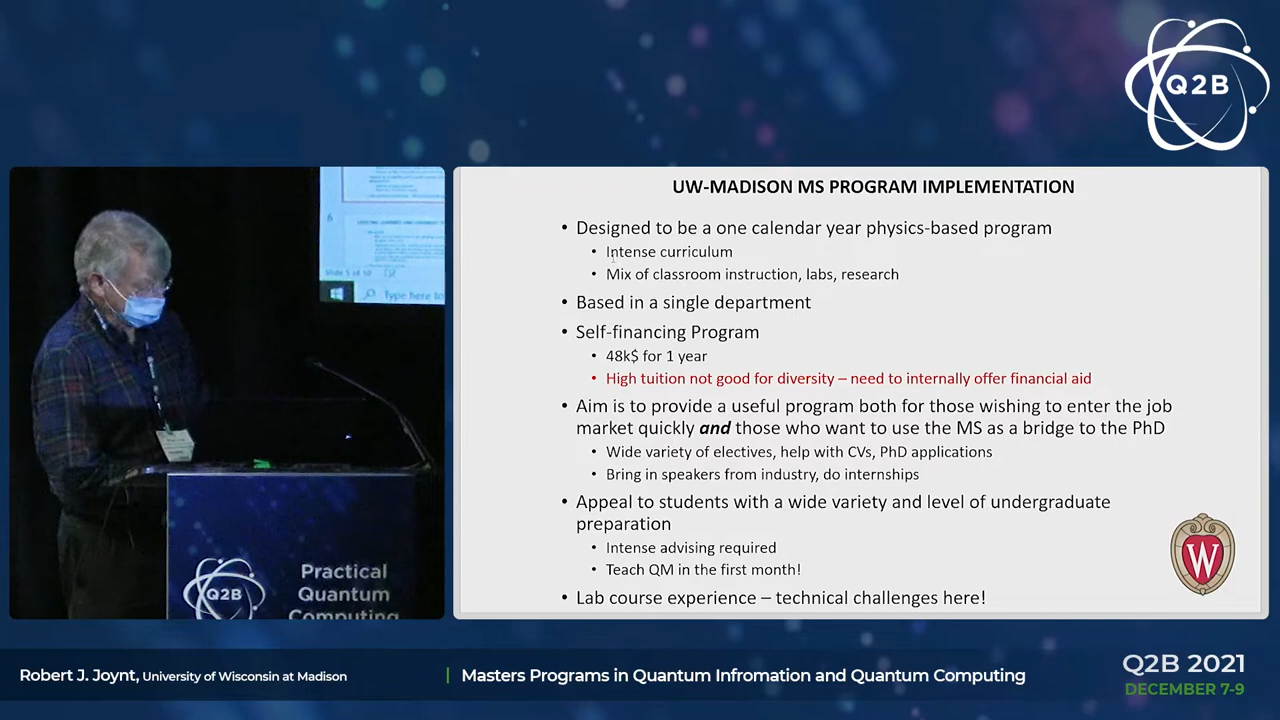 Q2B
6
Slide 5 of 10
Type here to
Q2B
Practical
Quantum
Computing
UW-MADISON MS PROGRAM IMPLEMENTATION
• Designed to be a one calendar year physics-based program
• Intense curriculum
• Mix of classroom instruction, labs, research
• Based in a single department
• Self-financing Program
• 48k$ for 1 year
• High tuition not good for diversity – need to internally offer financial aid
• Aim is to provide a useful program both for those wishing to enter the job
market quickly and those who want to use the MS as a bridge to the PhD
• Wide variety of electives, help with CVs, PhD applications
• Bring in speakers from industry, do internships
• Appeal to students with a wide variety and level of undergraduate
preparation
• Intense advising required
• Teach QM in the first month!
• Lab course experience – technical challenges here!
W
Robert J. Joynt, University of Wisconsin at Madison
Masters Programs in Quantum Infromation and Quantum Computing
Q2B 2021
DECEMBER 7-9